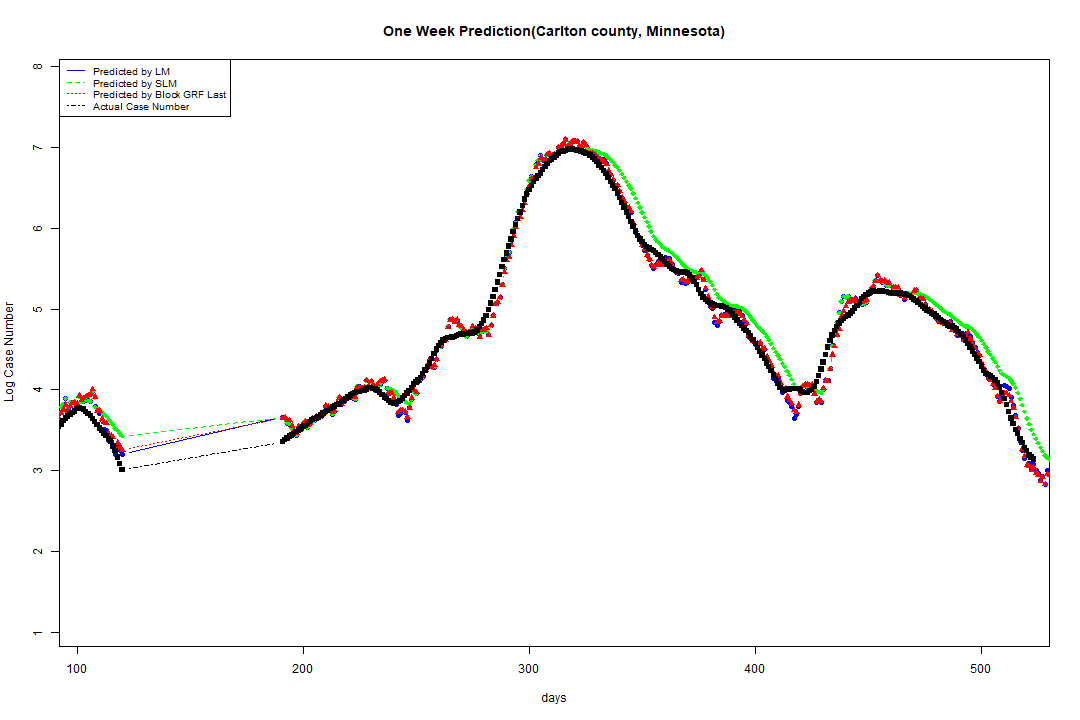 One Week Prediction(Carlton county, Minnesota)
Predicted by LM
Predicted by SLM
Predicted by Block GRF Last
Actual Case Number
8
7
6
5
4
3
2
1
Log Case Number
100 200 300 400 500
days